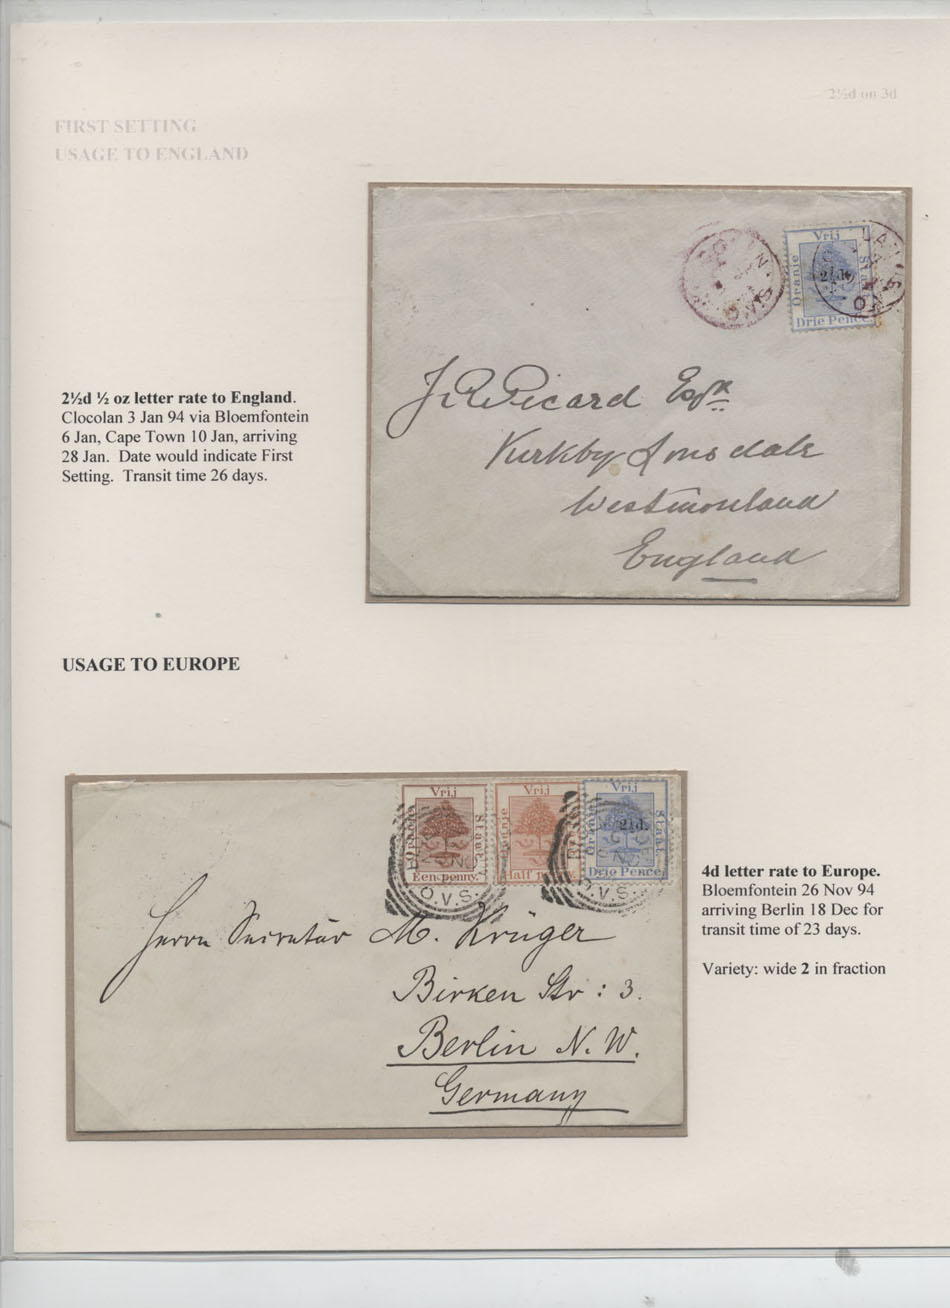 2½d on 3d
FIRST SETTING
USAGE TO ENGLAND
Vrij
Oranje
Staat
2½d.
Drie Pence
J R Picard Esqr
Kirkby Lonsdale
Westmorland
England
2½d ½ oz letter rate to England.
Clocolan 3 Jan 94 via Bloemfontein
6 Jan, Cape Town 10 Jan, arriving
28 Jan. Date would indicate First
Setting. Transit time 26 days.
USAGE TO EUROPE
Vrij
Oranje
Staat
Een penny.
Vrij
Oranje
Half penny.
Vrij
Staat
2½d.
Drie Pence
O.V.S.
O.V.S.
Herrn Secretär M. Krüger
Birken Str : 3.
Berlin N. W.
Germany
4d letter rate to Europe.
Bloemfontein 26 Nov 94
arriving Berlin 18 Dec for
transit time of 23 days.
Variety: wide 2 in fraction